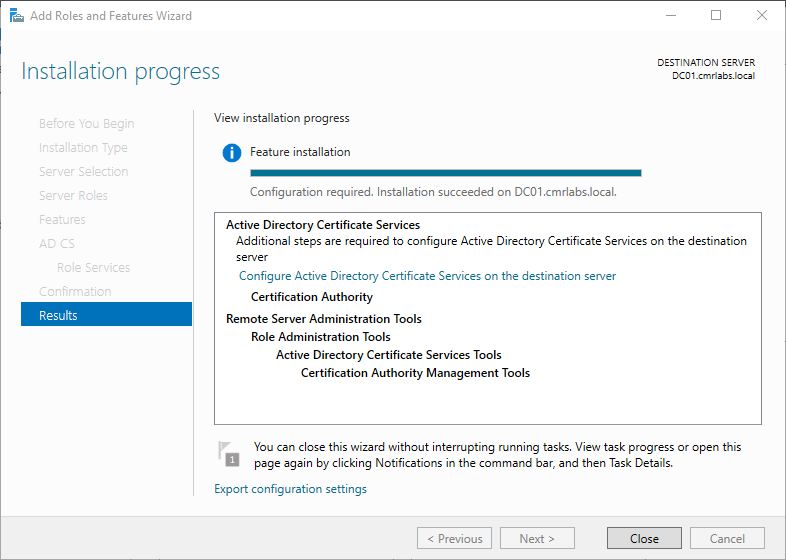 Add Roles and Features Wizard
Installation progress
DESTINATION SERVER
DC01.cmrlabs.local
Before You Begin
Installation Type
Server Selection
Server Roles
Features
AD CS
Role Services
Confirmation
Results
View installation progress
Feature installation
Configuration required. Installation succeeded on DC01.cmrlabs.local.
Active Directory Certificate Services
Additional steps are required to configure Active Directory Certificate Services on the destination
server
Configure Active Directory Certificate Services on the destination server
Certification Authority
Remote Server Administration Tools
Role Administration Tools
Active Directory Certificate Services Tools
Certification Authority Management Tools
1
You can close this wizard without interrupting running tasks. View task progress or open this
page again by clicking Notifications in the command bar, and then Task Details.
Export configuration settings
< Previous
Next >
Close
Cancel